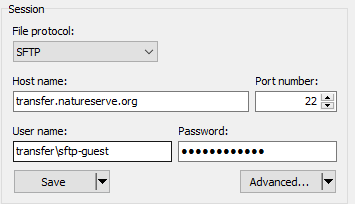 Session
File protocol:
SFTP
Host name: Port number:
transfer.natureserve.org 22
User name: Password:
transfer\sftp-guest ●●●●●●●●●●●●
Save Advanced...